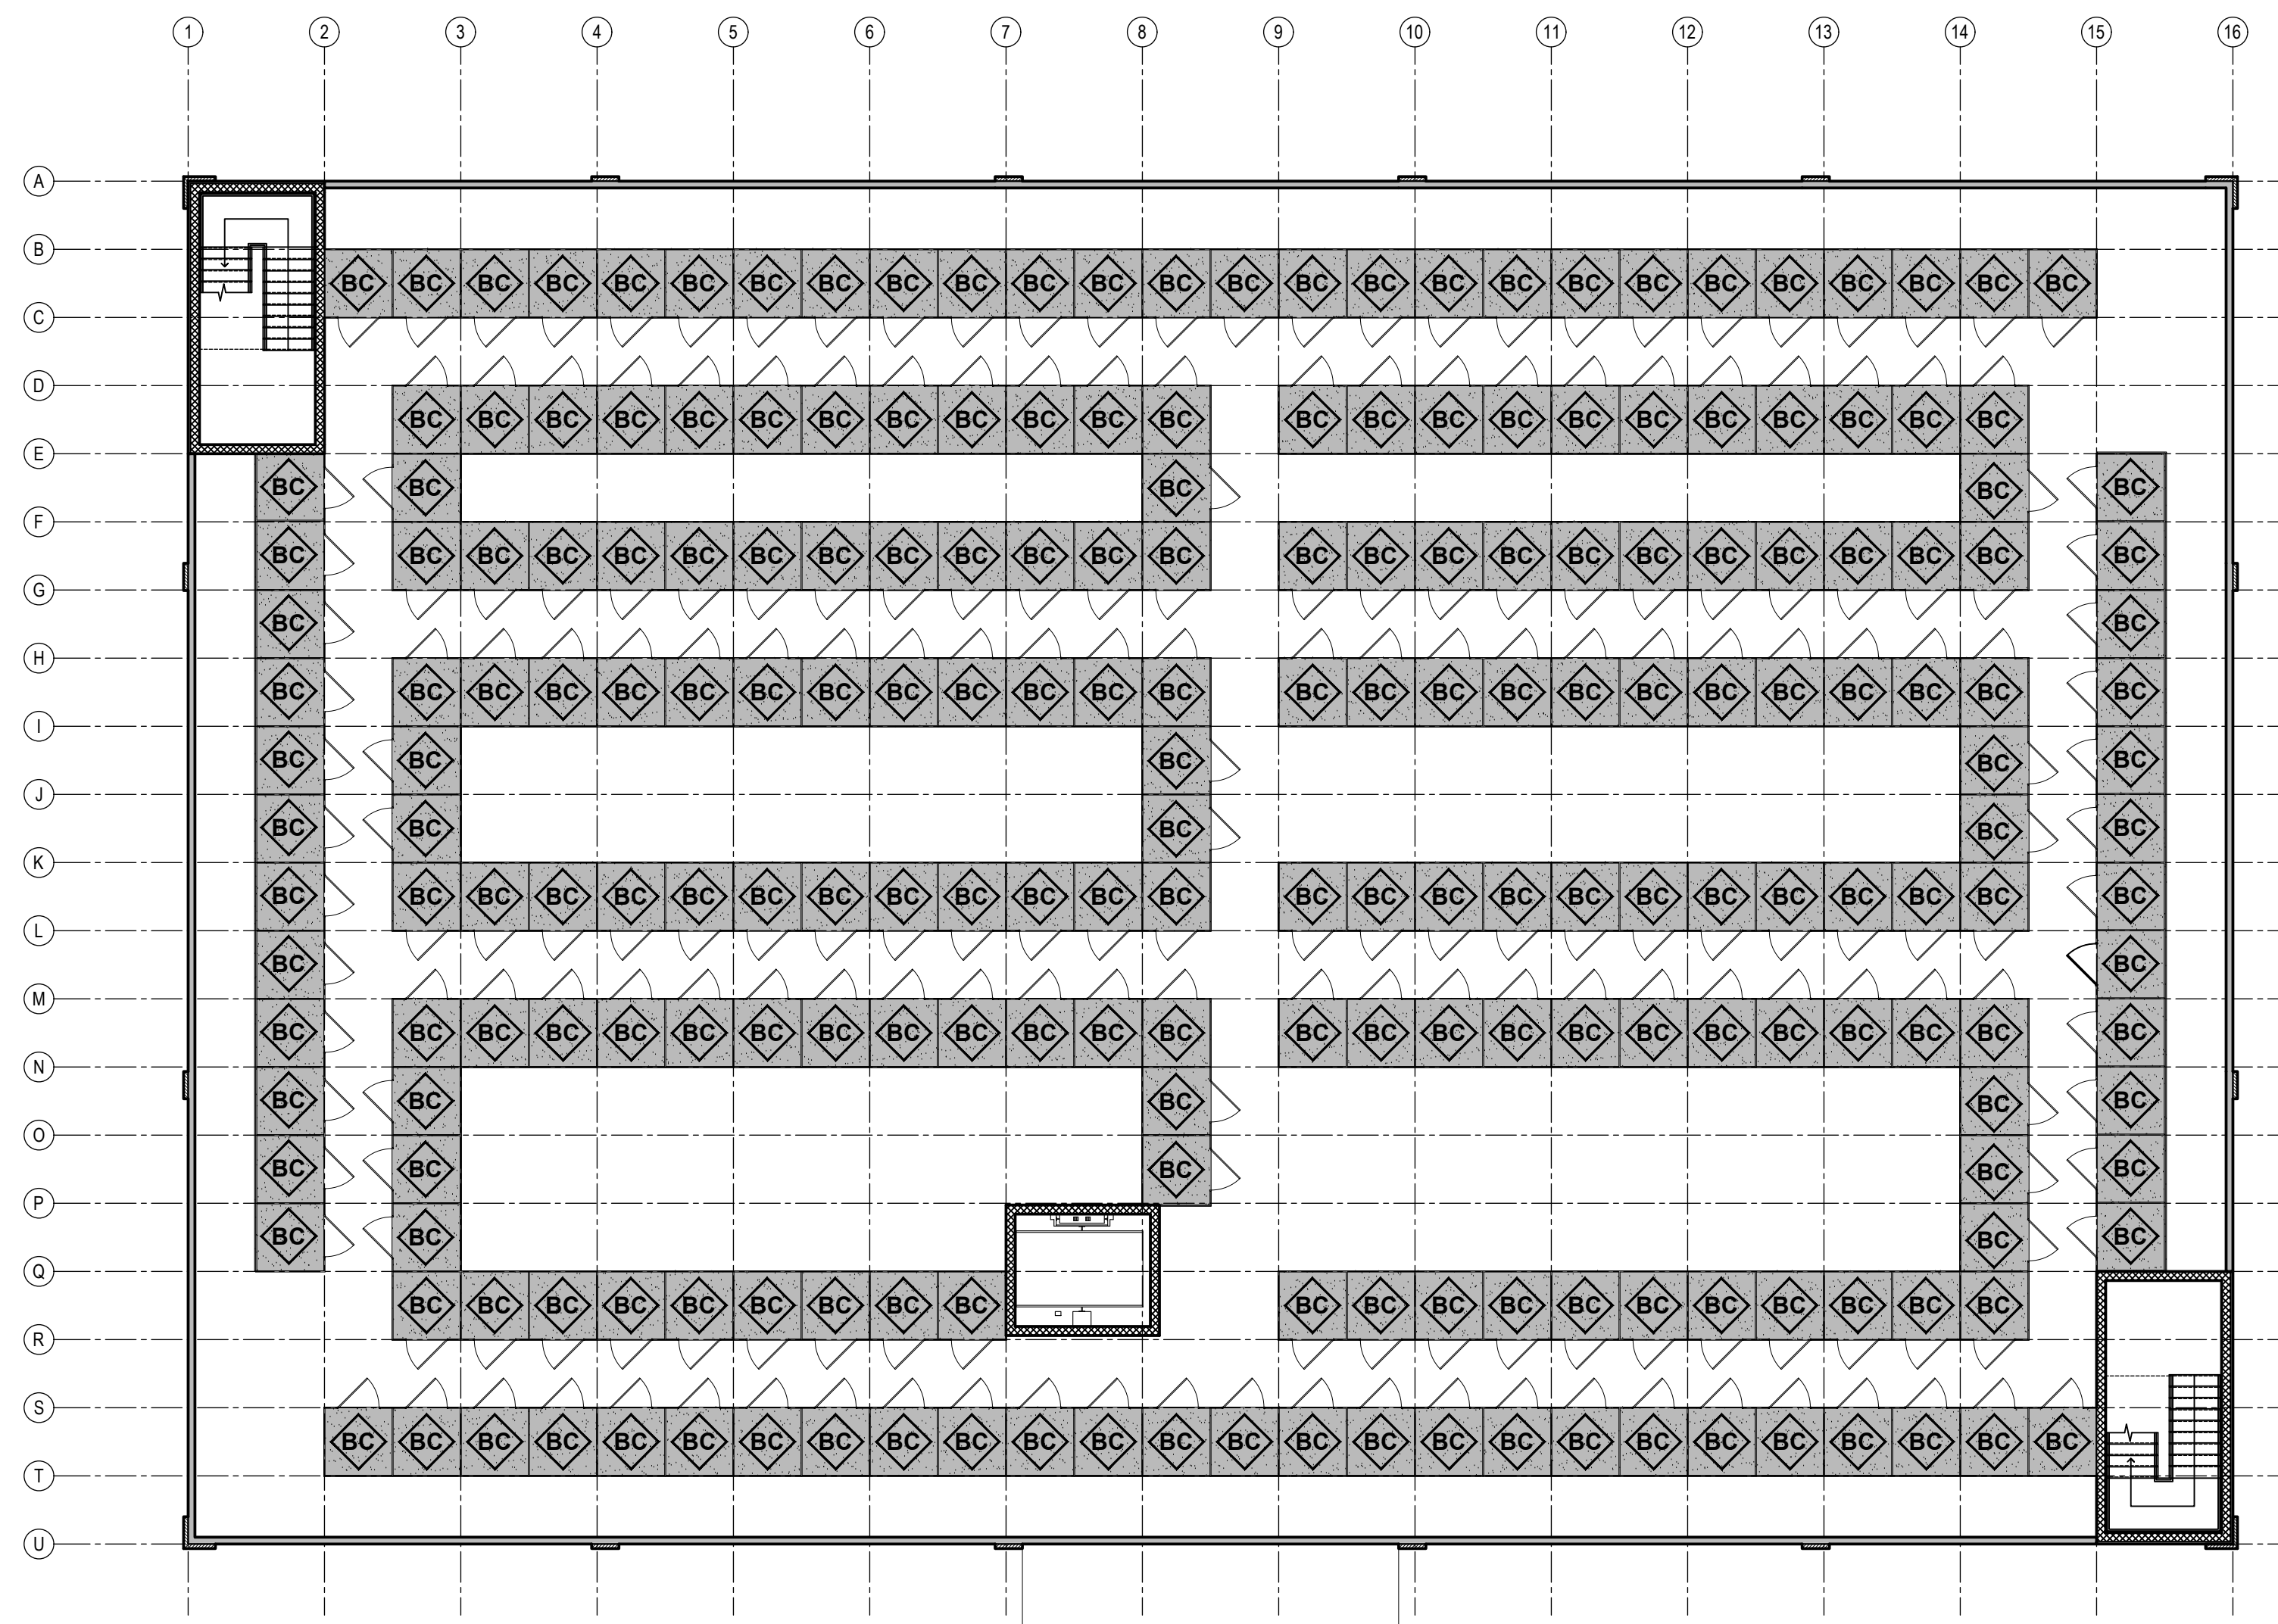 1 2 3 4 5 6 7 8 9 10 11 12 13 14 15 16
A
B
BC BC BC BC BC BC BC BC BC BC BC BC BC BC BC BC BC BC BC BC BC BC BC BC BC BC
C
D
BC BC BC BC BC BC BC BC BC BC BC BC BC BC BC BC BC BC BC BC BC BC BC
E
BC BC BC BC BC
F
BC BC BC BC BC BC BC BC BC BC BC BC BC BC BC BC BC BC BC BC BC BC BC BC BC
G
BC BC
H
BC BC BC BC BC BC BC BC BC BC BC BC BC BC BC BC BC BC BC BC BC BC BC BC BC
I
BC BC BC BC BC
J
BC BC BC BC BC
K
BC BC BC BC BC BC BC BC BC BC BC BC BC BC BC BC BC BC BC BC BC BC BC BC BC
L
BC BC
M
BC BC BC BC BC BC BC BC BC BC BC BC BC BC BC BC BC BC BC BC BC BC BC BC BC
N
BC BC BC BC BC
O
BC BC BC BC BC
P
BC BC BC BC
Q
BC BC BC BC BC BC BC BC BC BC BC BC BC BC BC BC BC BC BC BC
R
S
BC BC BC BC BC BC BC BC BC BC BC BC BC BC BC BC BC BC BC BC BC BC BC BC BC BC
T
U